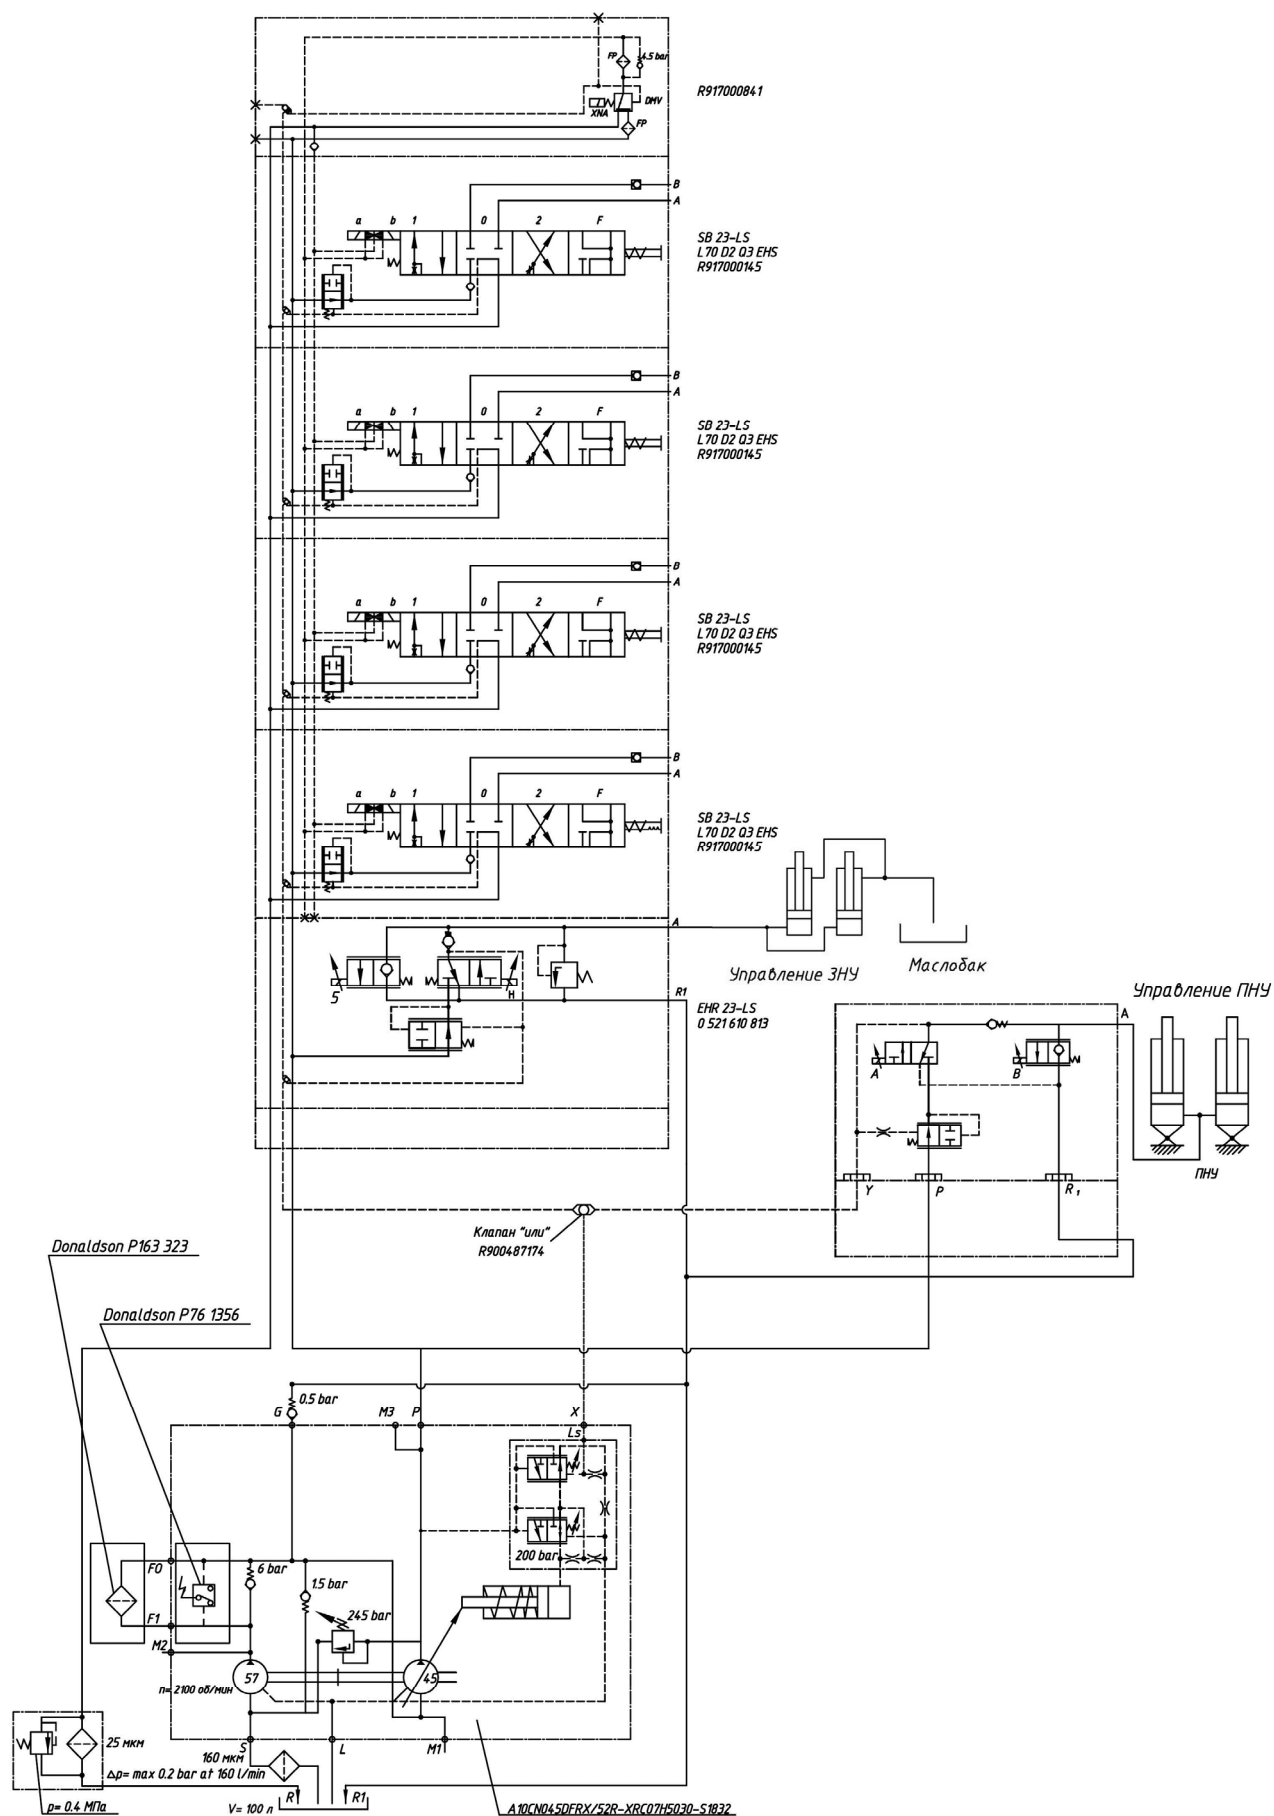 FP
4.5 bar
R917000841
XNA
DMV
FP
B
A
a b 1 0 2 F
SB 23-LS
L70 D2 Q3 EHS
R917000145
B
A
a b 1 0 2 F
SB 23-LS
L70 D2 Q3 EHS
R917000145
B
A
a b 1 0 2 F
SB 23-LS
L70 D2 Q3 EHS
R917000145
B
A
a b 1 0 2 F
SB 23-LS
L70 D2 Q3 EHS
R917000145
A
Управление ЗНУ
Маслобак
5
H
R1
EHR 23-LS
0 521 610 813
Управление ПНУ
A
A
B
ПНУ
Y
P
R1
Клапан "или"
R900487174
Donaldson P163 323
Donaldson P76 1356
0.5 bar
G
M3
P
X
Ls
200 bar
F0
6 bar
1.5 bar
245 bar
F1
M2
57
45
n= 2100 об/мин
S
L
M1
25 мкм
160 мкм
Δp= max 0.2 bar at 160 l/min
R
R1
p= 0.4 МПа
V= 100 л
A10CN045DFRX/52R-XRC07H5030-S1832